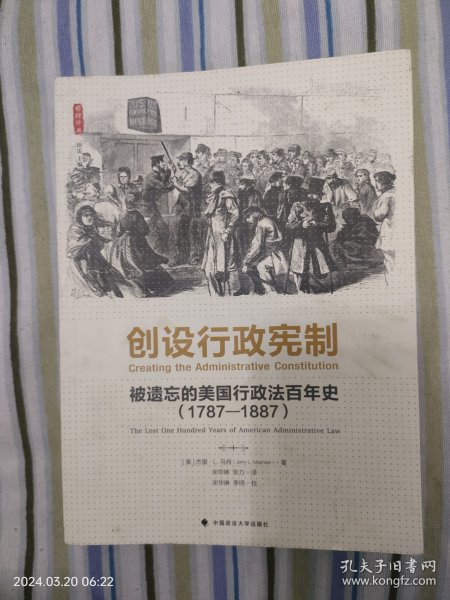 U.S.
创设行政宪制
Creating the Administrative Constitution
被遗忘的美国行政法百年史
(1787—1887)
The Lost One Hundred Years of American Administrative Law
[美] 杰里·L. 马肖 (Jerry L. Mashaw) 一著
宋华琳 张力一译
宋华琳 李鸻一校
中国政法大学出版社
2024.03.20 06:22
孔夫子旧书网
www.kongfz.com